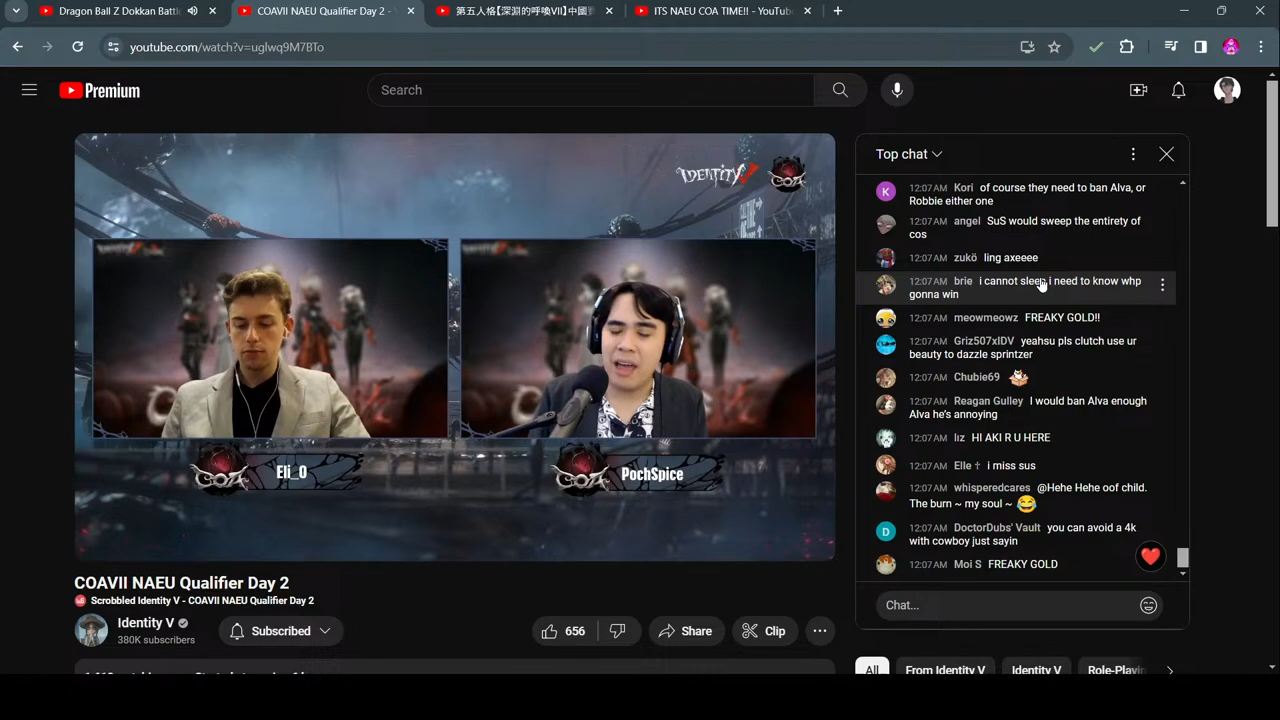 Dragon Ball Z Dokkan Battl
COAVII NAEU Qualifier Day 2 -
第五人格【深淵的呼喚VII】中國
ITS NAEU COA TIME!! - YouTub
youtube.com/watch?v=uglwq9M7BTo
Premium
Search
IDENTITY V
COA
Eli_O
PochSpice
COA
COA
COAVII NAEU Qualifier Day 2
Scrobbled Identity V - COAVII NAEU Qualifier Day 2
Identity V
380K subscribers
Subscribed
656
Share
Clip
Top chat
12:07 AM Kori of course they need to ban Alva, or
Robbie either one
12:07 AM angel SuS would sweep the entirety of
cos
12:07 AM zukö ling axeeee
12:07 AM brie i cannot sleep i need to know whp
gonna win
12:07 AM meowmeowz FREAKY GOLD!!
12:07 AM Griz507xIDV yeahsu pls clutch use ur
beauty to dazzle sprintzer
12:07 AM Chubie69
12:07 AM Reagan Gulley I would ban Alva enough
Alva he's annoying
12:07 AM HI AKI R U HERE
12:07 AM Elle † i miss sus
12:07 AM whisperedcares @Hehe Hehe oof child.
The burn ~ my soul ~ 😂
D
12:07 AM DoctorDubs' Vault you can avoid a 4k
with cowboy just sayin
12:07 AM Moi S FREAKY GOLD
K
Chat...
All
From Identity V
Identity V
Role-Playin